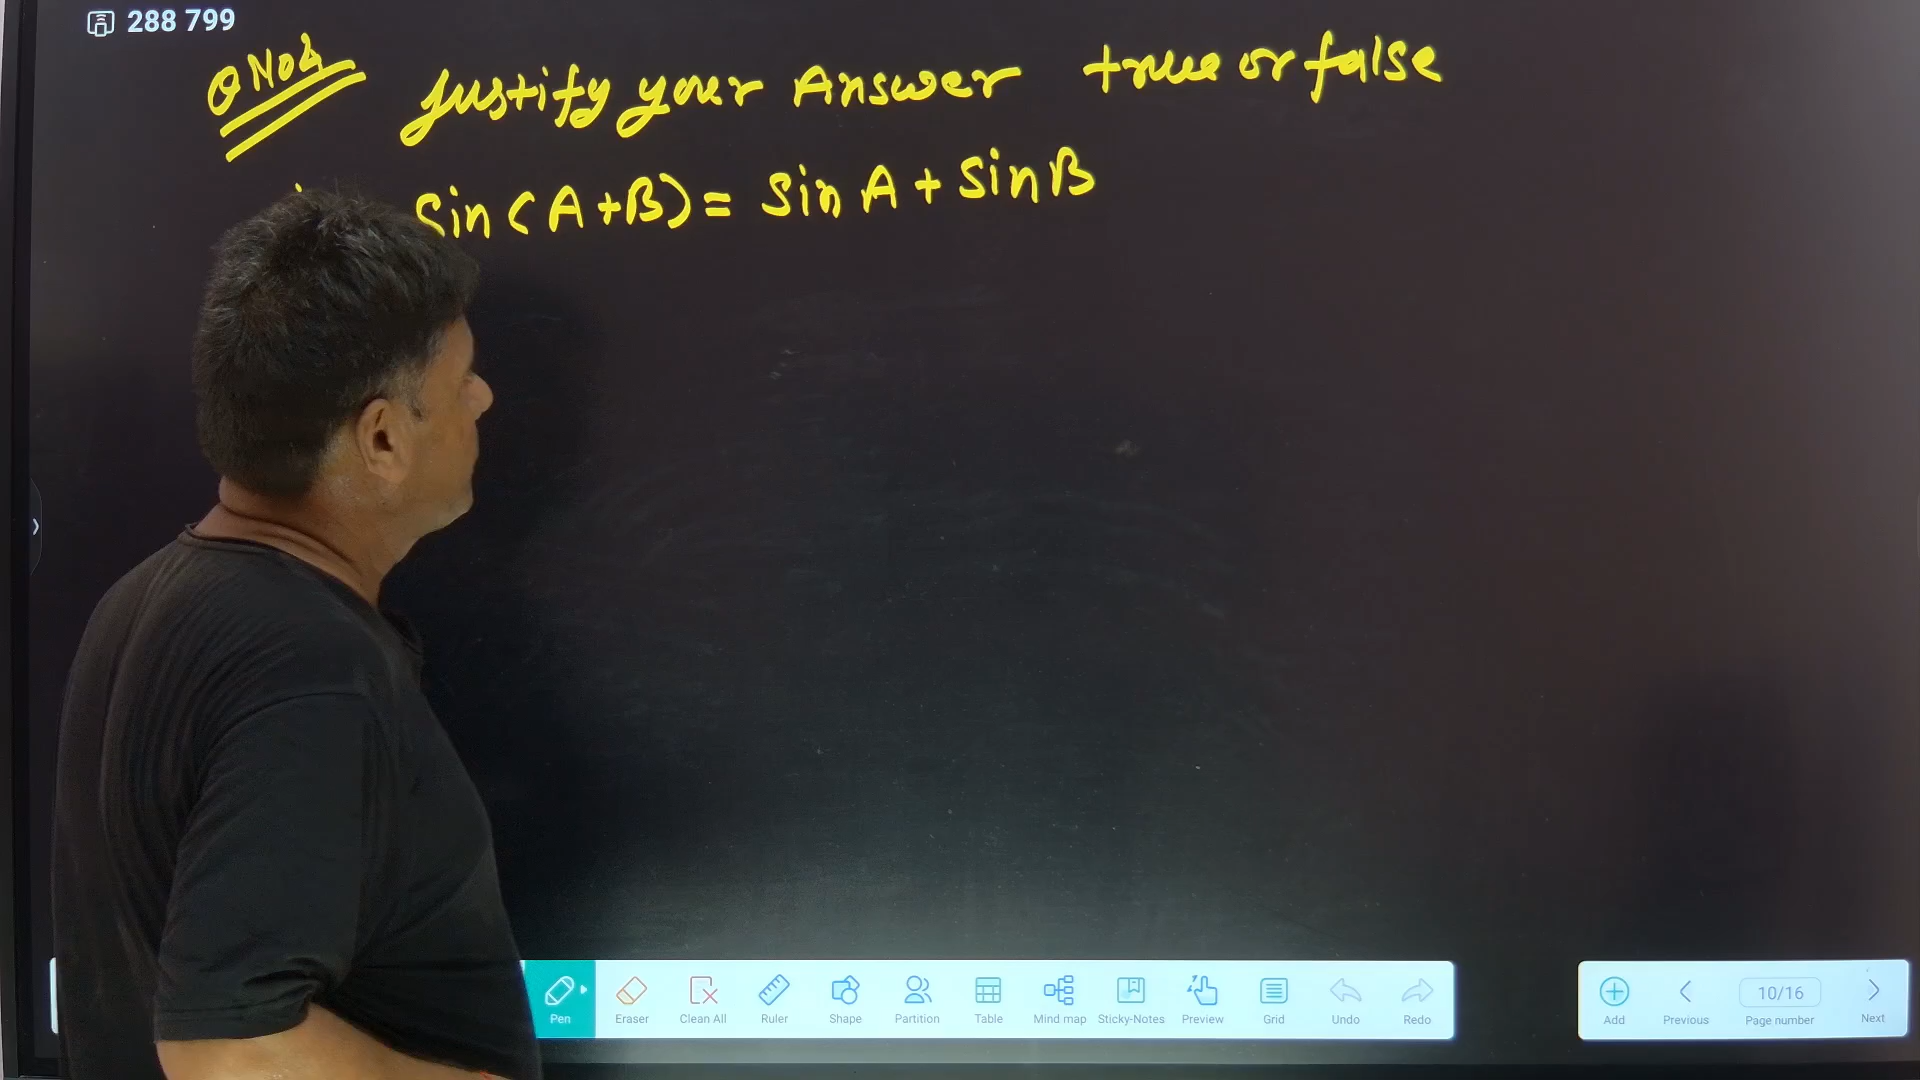 288 799
Q No 4 Justify your Answer true or false
Sin (A+B) = Sin A + Sin B
Pen Eraser Clean All Ruler Shape Partition Table Mind map Sticky-Notes Preview Grid Undo Redo
Add Previous 10/16 Page number Next